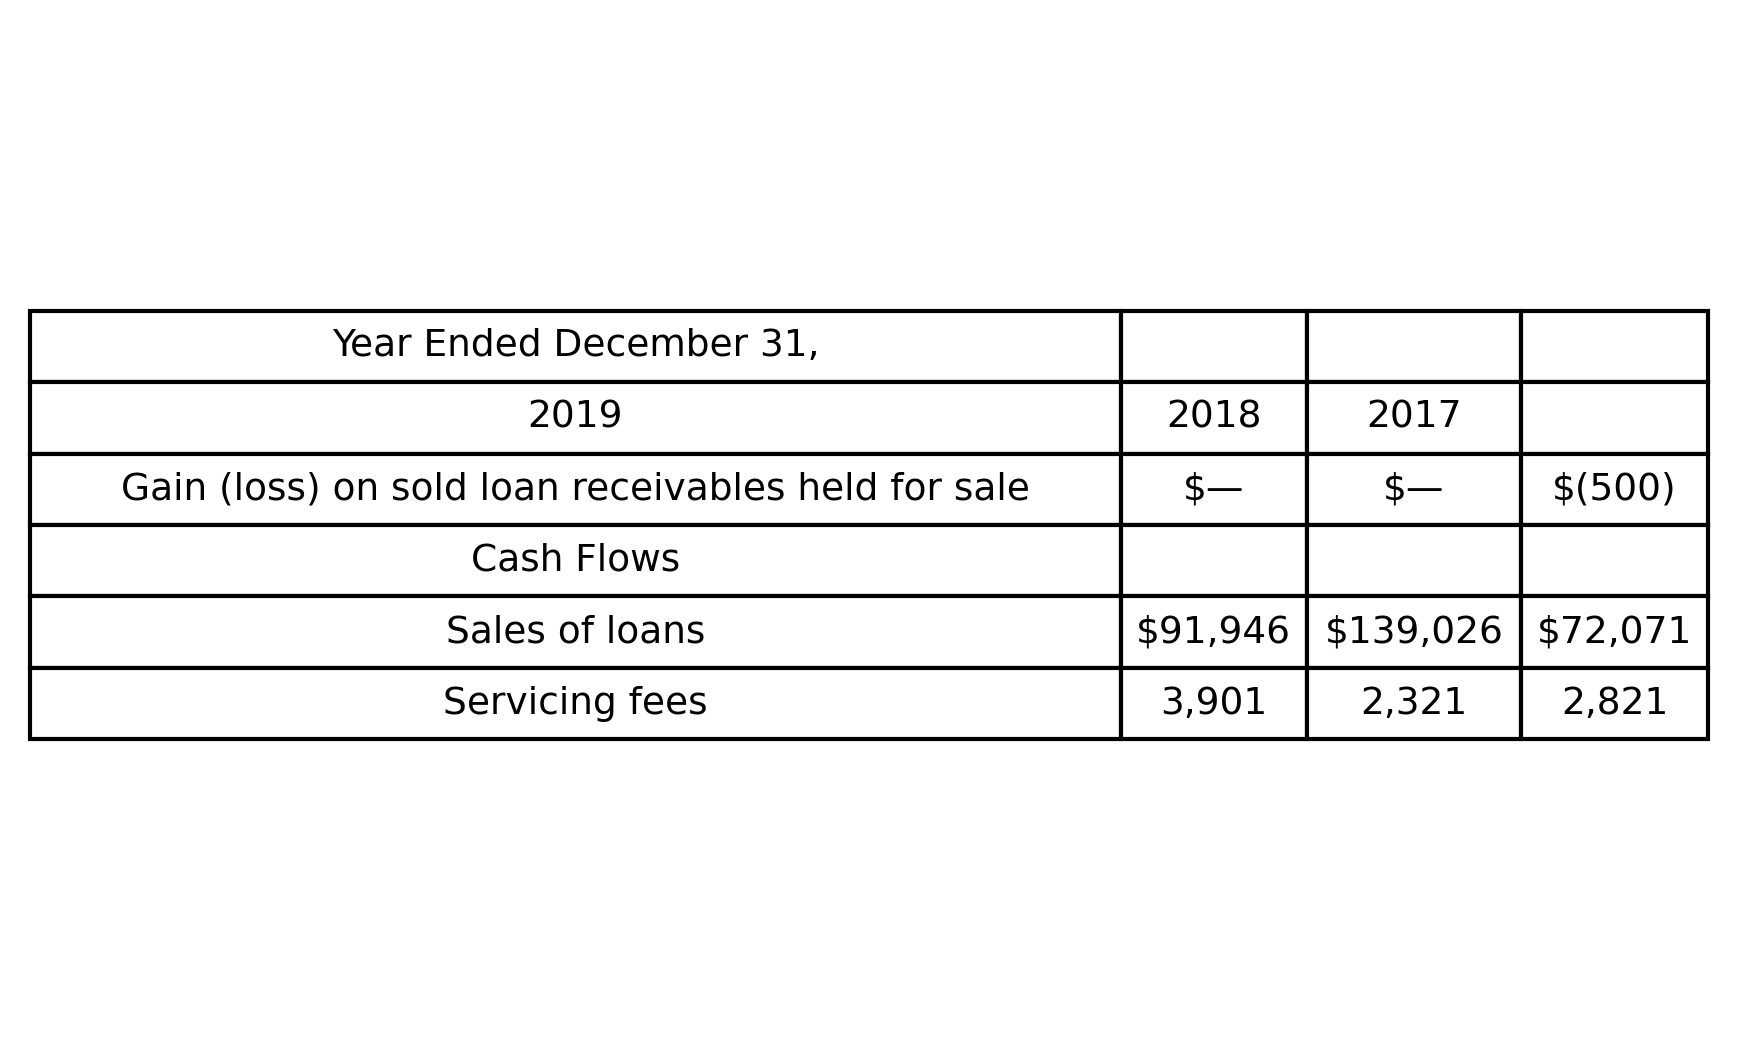 Year Ended December 31,
2019 2018 2017
Gain (loss) on sold loan receivables held for sale $— $— $(500)
Cash Flows
Sales of loans $91,946 $139,026 $72,071
Servicing fees 3,901 2,321 2,821